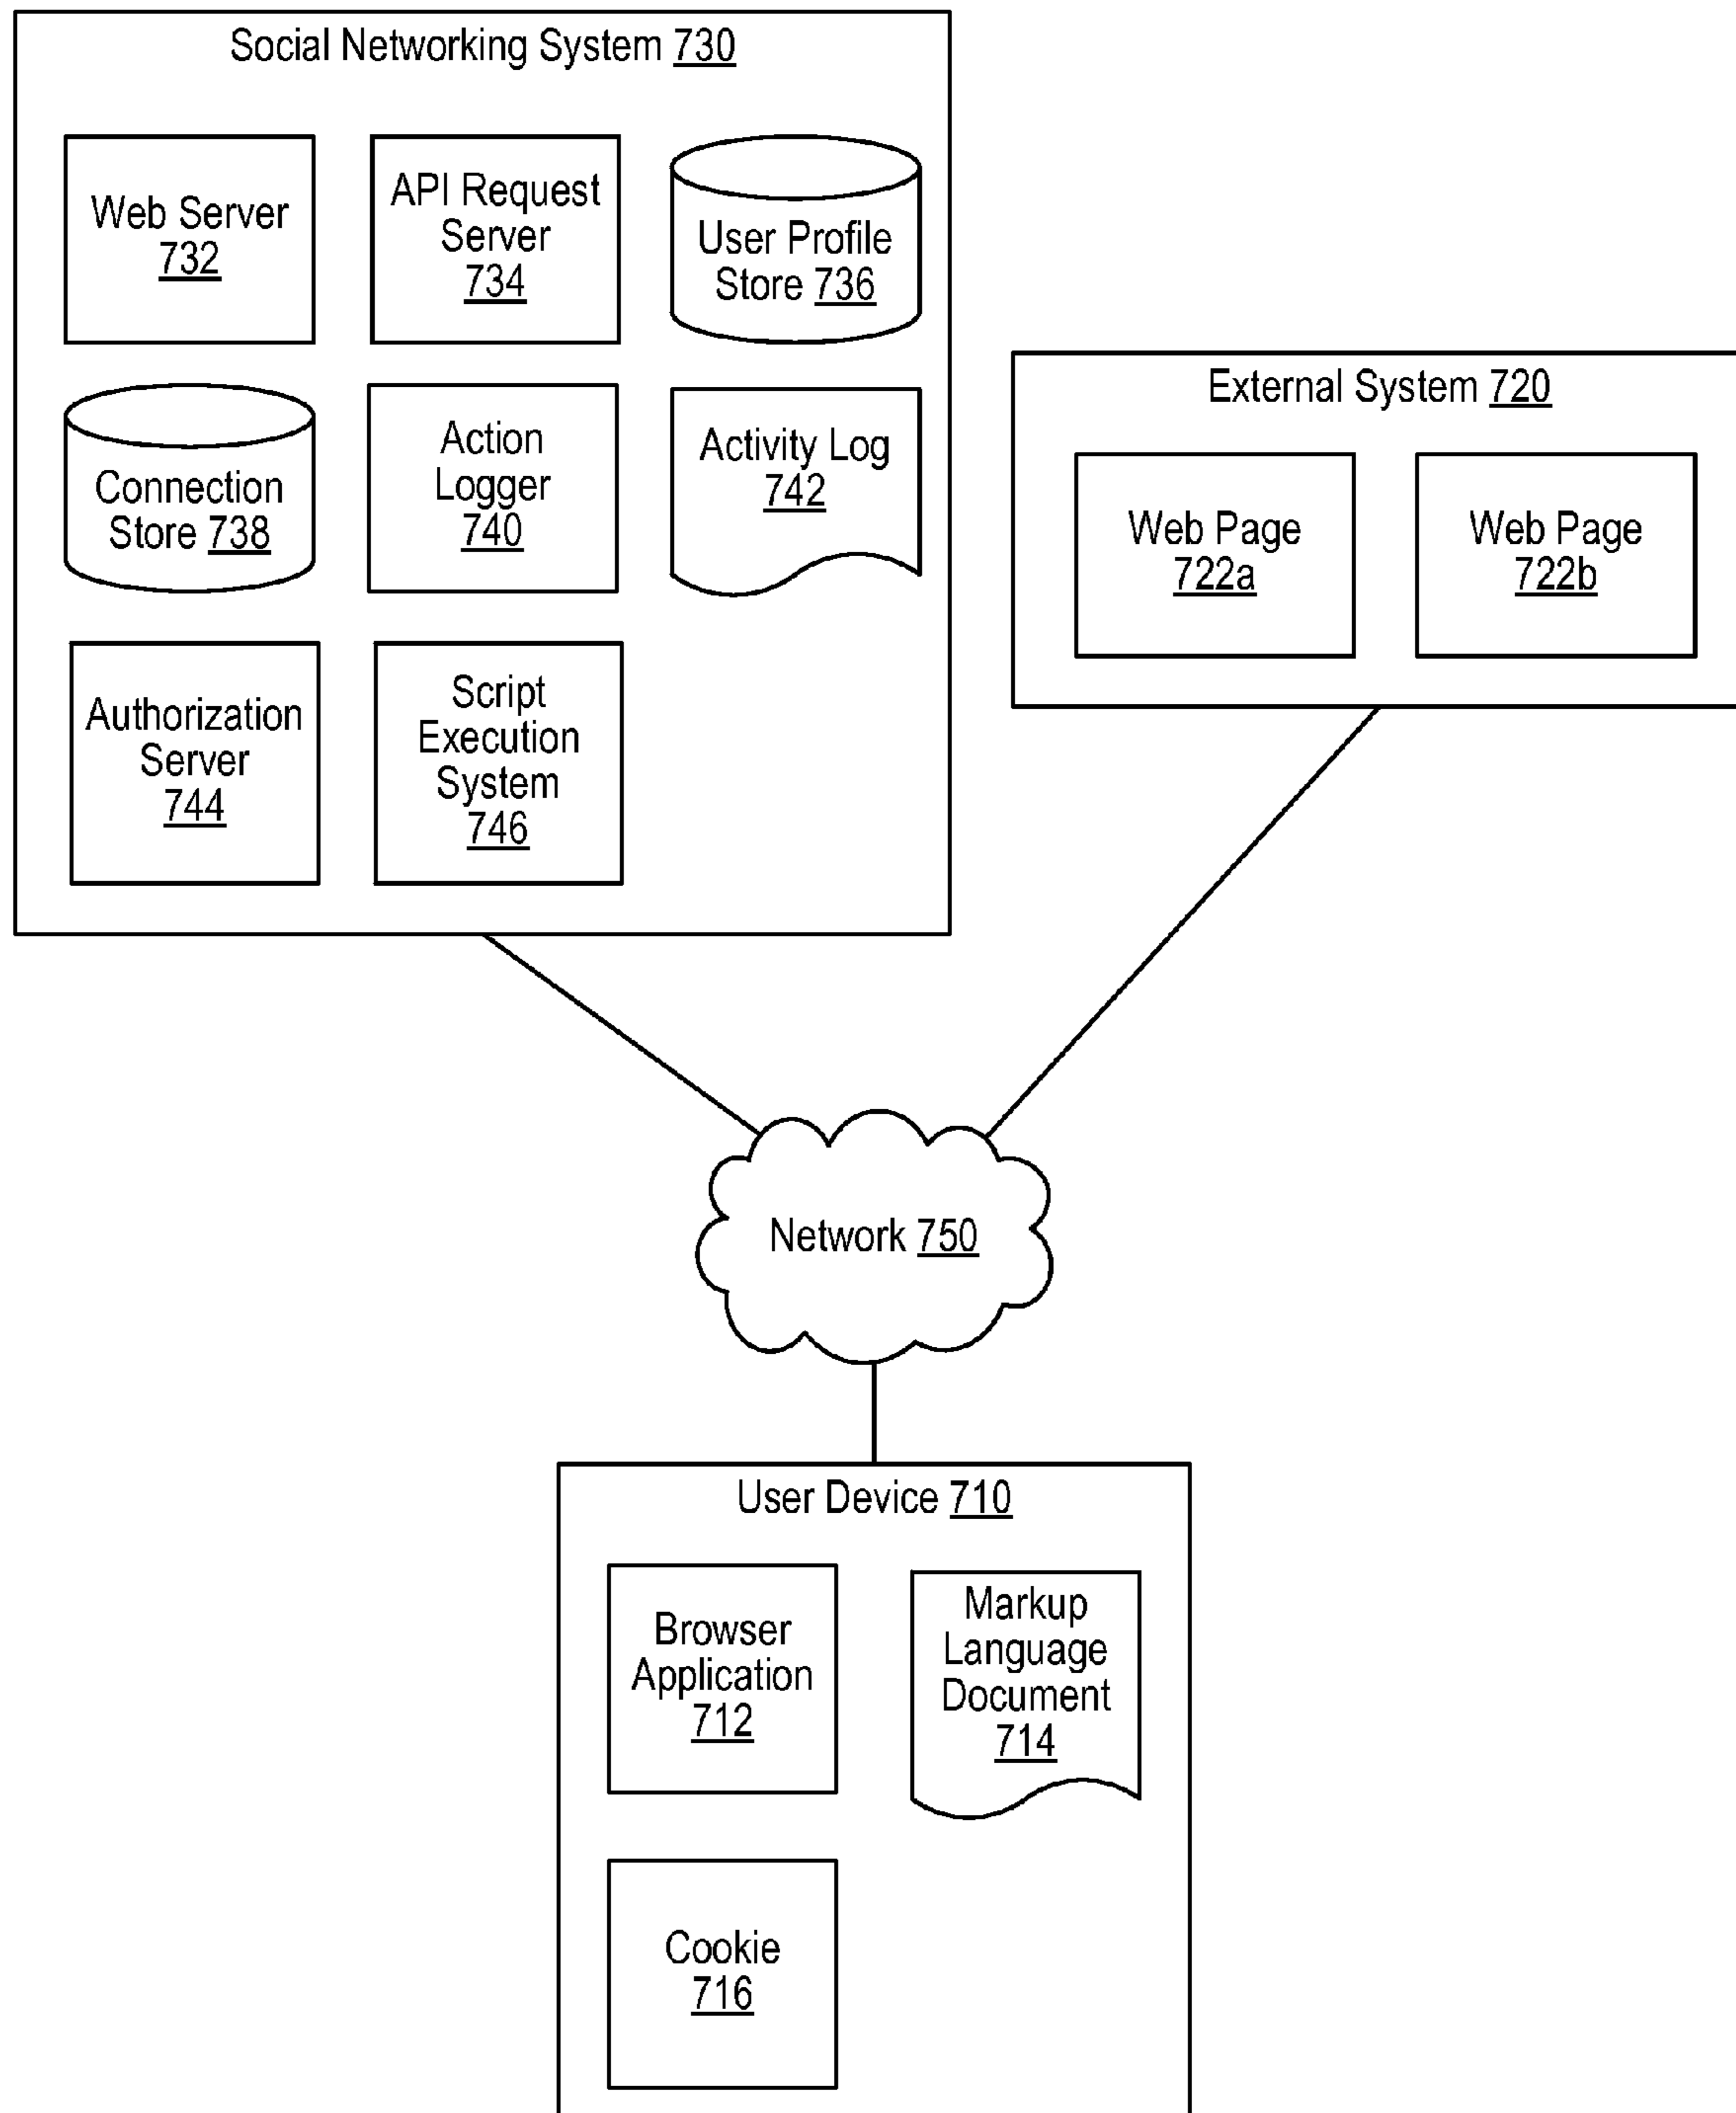 Social Networking System 730
Web Server
732
API Request
Server
734
User Profile
Store 736
Connection
Store 738
Action
Logger
740
Activity Log
742
Authorization
Server
744
Script
Execution
System
746
External System 720
Web Page
722a
Web Page
722b
Network 750
User Device 710
Browser
Application
712
Markup
Language
Document
714
Cookie
716